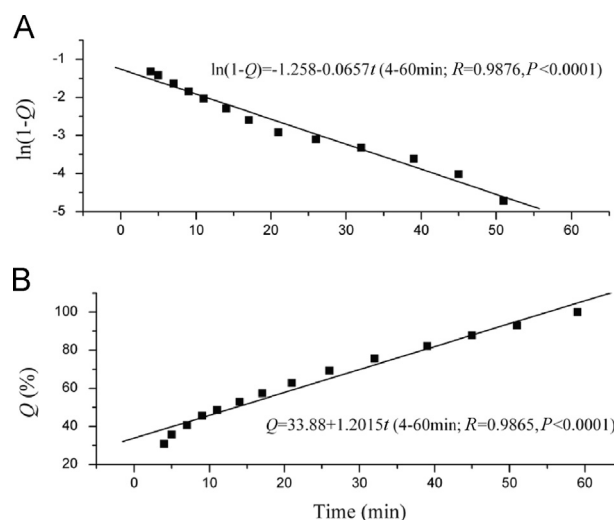 A
ln(1-Q)=-1.258-0.0657t (4-60min; R=0.9876, P<0.0001)
ln(1-Q)
-1
-2
-3
-4
-5
0 10 20 30 40 50 60
B
Q (%)
100
80
60
40
20
Q=33.88+1.2015t (4-60min; R=0.9865, P<0.0001)
0 10 20 30 40 50 60
Time (min)